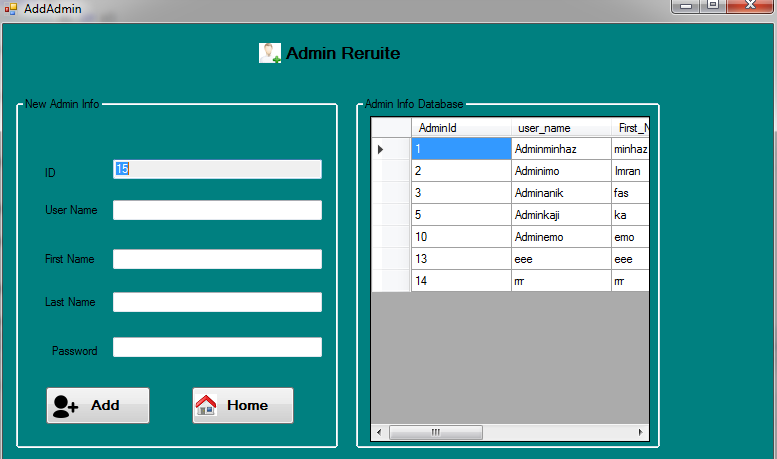 AddAdmin
Admin Reruite
New Admin Info
ID 15
User Name
First Name
Last Name
Password
Add Home
Admin Info Database
AdminId user_name First_N
1 Adminminhaz minhaz
2 Adminimo Imran
3 Adminanik fas
5 Adminkaji ka
10 Adminemo emo
13 eee eee
14 rrr rrr